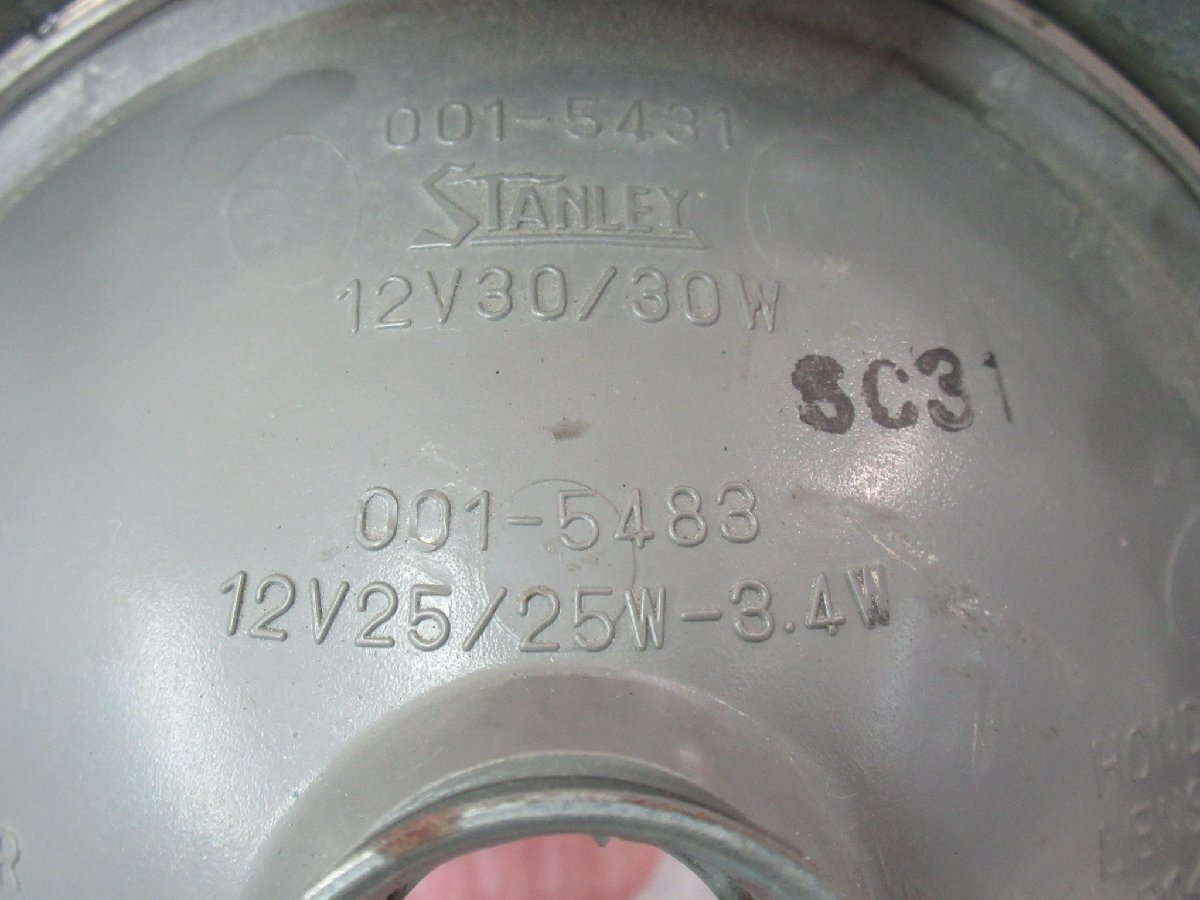 001-5431
STANLEY
12V30/30W
SC31
001-5483
12V25/25W-3.4W
R